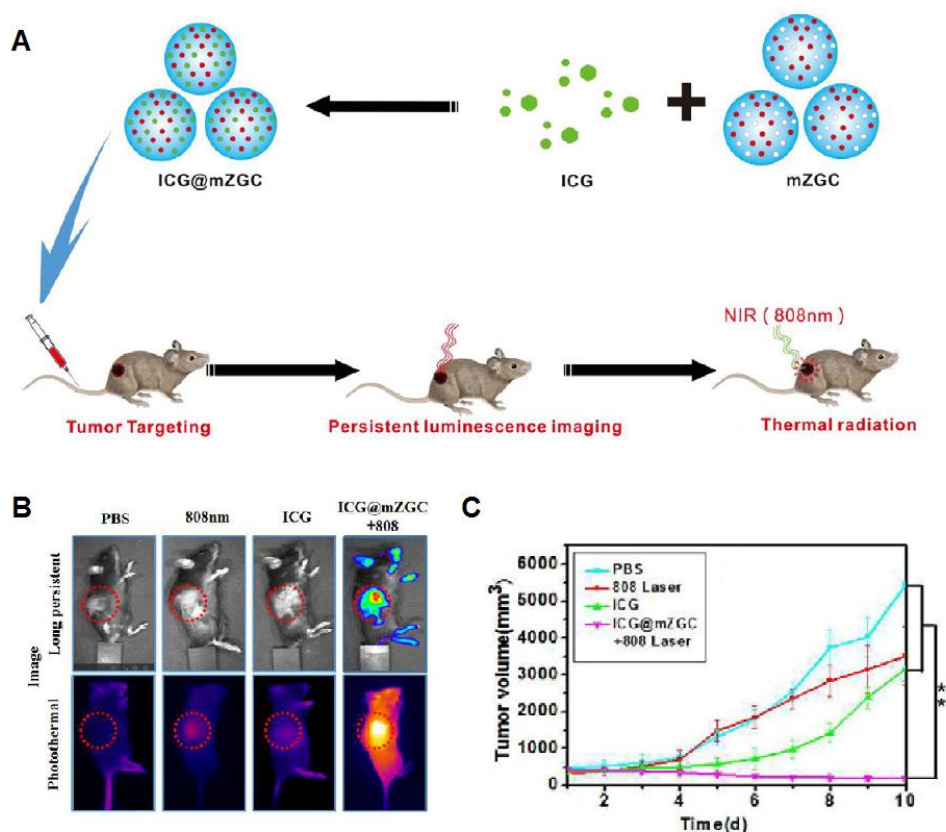 A
ICG@mZGC
ICG
mZGC
NIR ( 808nm )
Tumor Targeting
Persistent luminescence imaging
Thermal radiation
B
PBS
808nm
ICG
ICG@mZGC
+808
Image
Long persistent
Photothermal
C
Tumor volume(mm³)
6000
5000
4000
3000
2000
1000
0
PBS
808 Laser
ICG
ICG@mZGC
+808 Laser
**
2
4
6
8
10
Time(d)